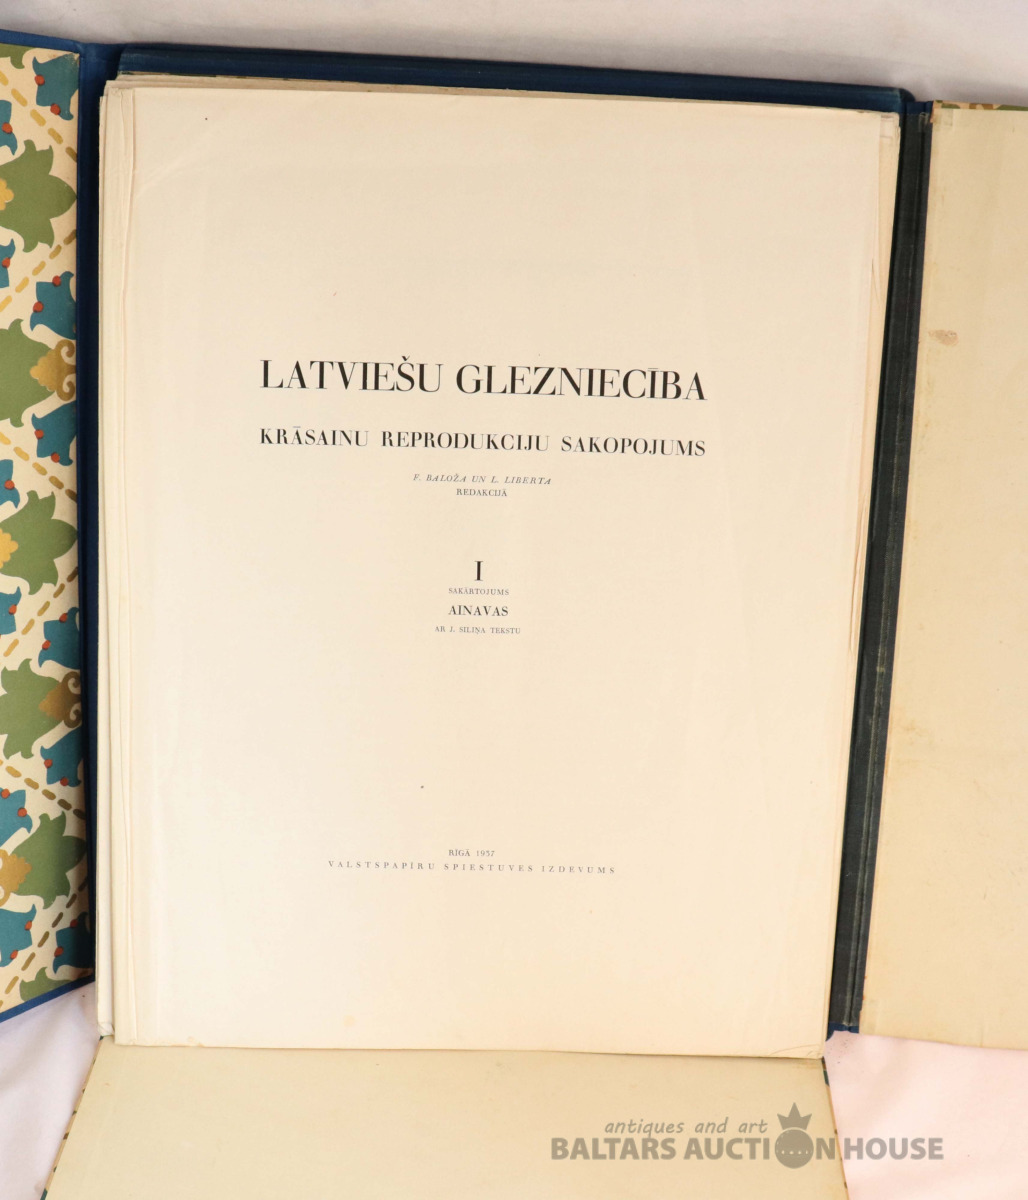 LATVIEŠU GLEZNIECĪBA
KRĀSAINU REPRODUKCIJU SAKOPOJUMS
F. BALOŽA UN L. LIBERTA
REDAKCIJĀ
I
SAKĀRTOJUMS
AINAVAS
AR J. SILIŅA TEKSTU
RĪGĀ 1937
VALSTSPAPĪRU SPIESTUVES IZDEVUMS
antiques and art
BALTARS AUCTION HOUSE